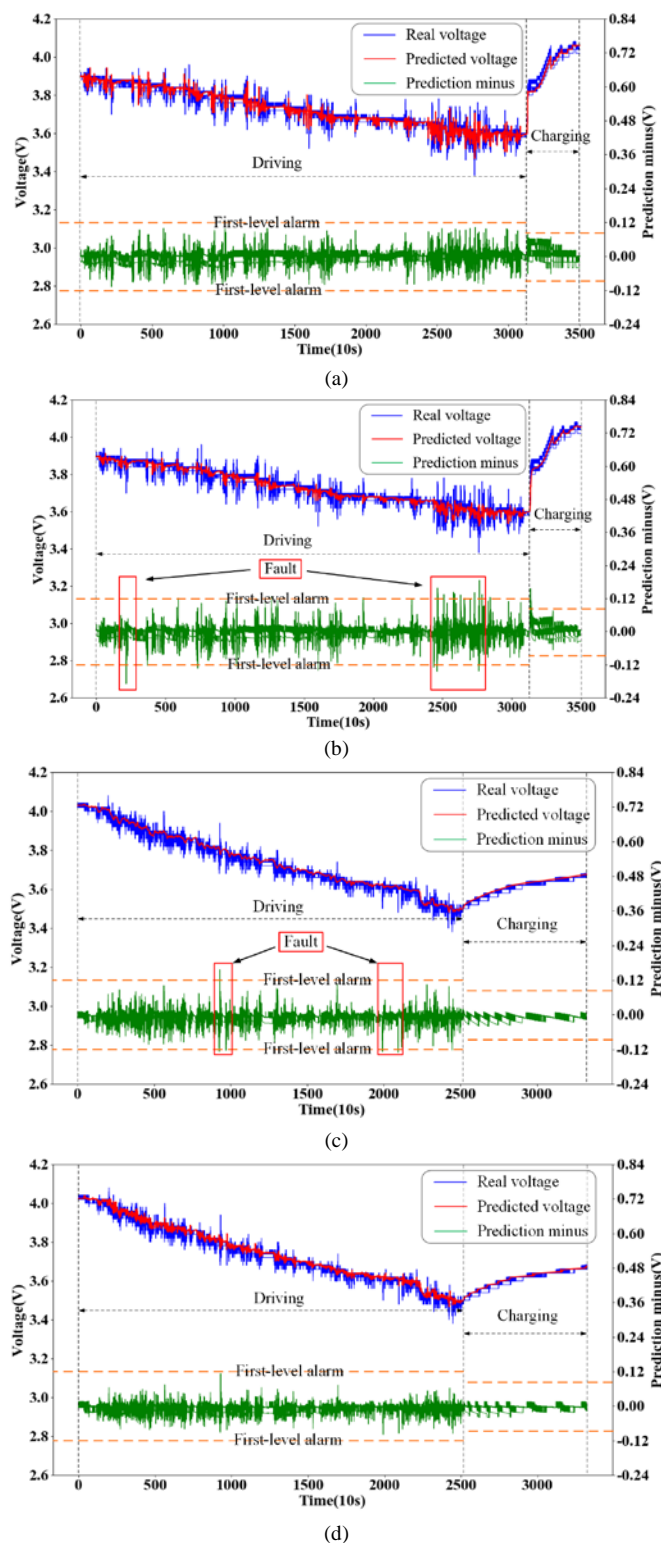 4.2
0.84
Real voltage
4.0
0.72
Predicted voltage
3.8
Prediction minus
0.60
3.6
0.48
Charging
Voltage(V)
Prediction minus(V)
3.4
Driving
0.36
3.2
0.24
First-level alarm
0.12
3.0
0.00
2.8
First-level alarm
-0.12
2.6
-0.24
0 500 1000 1500 2000 2500 3000 3500
Time(10s)
(a)
4.2
0.84
Real voltage
4.0
0.72
Predicted voltage
3.8
Prediction minus
0.60
3.6
0.48
Charging
Voltage(V)
Prediction minus(V)
3.4
Driving
0.36
Fault
3.2
0.24
First-level alarm
0.12
3.0
0.00
2.8
First-level alarm
-0.12
2.6
-0.24
0 500 1000 1500 2000 2500 3000 3500
Time(10s)
(b)
4.2
0.84
Real voltage
4.0
0.72
Predicted voltage
3.8
Prediction minus
0.60
3.6
0.48
Voltage(V)
Prediction minus(V)
3.4
Driving
0.36
Charging
Fault
3.2
0.24
First-level alarm
0.12
3.0
0.00
2.8
First-level alarm
-0.12
2.6
-0.24
0 500 1000 1500 2000 2500 3000
Time(10s)
(c)
4.2
0.84
Real voltage
4.0
0.72
Predicted voltage
3.8
Prediction minus
0.60
3.6
0.48
Voltage(V)
Prediction minus(V)
Driving
3.4
0.36
Charging
3.2
0.24
First-level alarm
0.12
3.0
0.00
2.8
First-level alarm
-0.12
2.6
-0.24
0 500 1000 1500 2000 2500 3000
Time(10s)
(d)